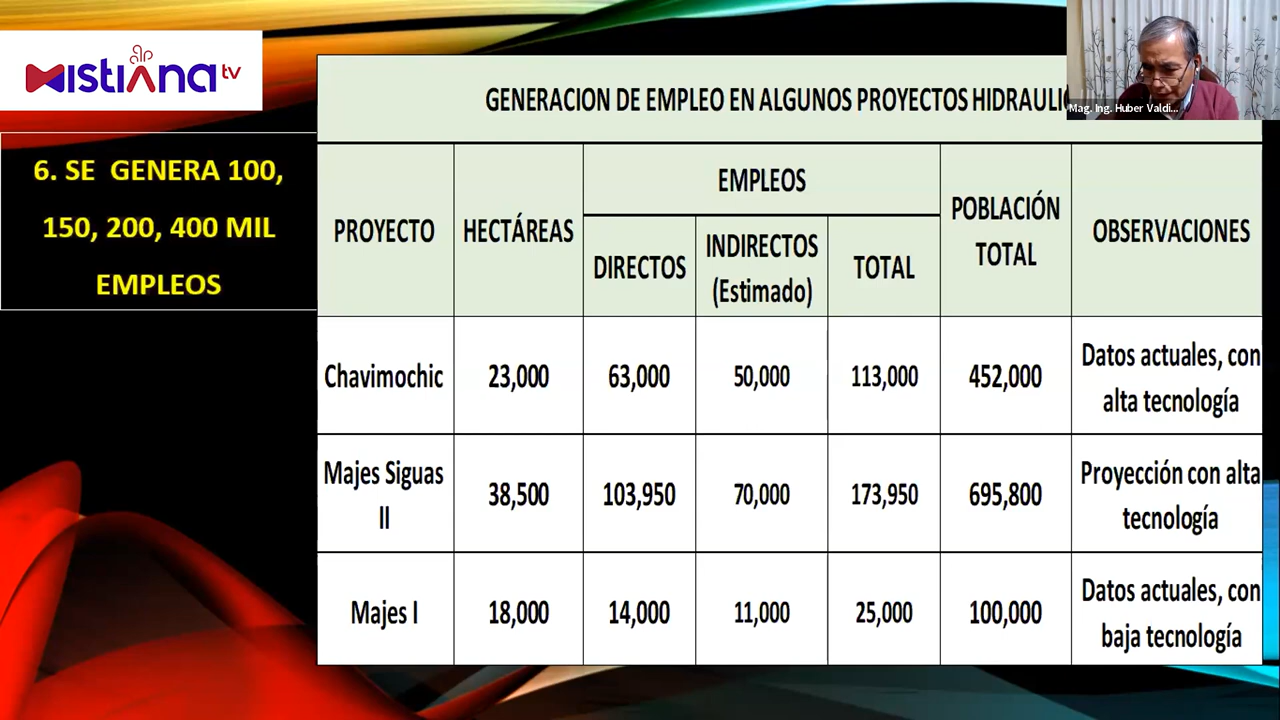 MISTIANA tv
6. SE GENERA 100,
150, 200, 400 MIL
EMPLEOS
GENERACION DE EMPLEO EN ALGUNOS PROYECTOS
Mag. Ing. Huber Valdi...
PROYECTO HECTÁREAS EMPLEOS POBLACIÓN TOTAL OBSERVACIONES
DIRECTOS INDIRECTOS (Estimado) TOTAL
Chavimochic 23,000 63,000 50,000 113,000 452,000 Datos actuales, con alta tecnología
Majes Siguas II 38,500 103,950 70,000 173,950 695,800 Proyección con alta tecnología
Majes I 18,000 14,000 11,000 25,000 100,000 Datos actuales, con baja tecnología